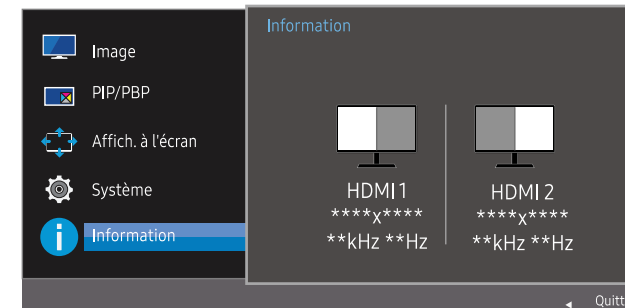 Image
PIP/PBP
Affich. à l'écran
Système
Information
Information
HDMI 1
****x****
**kHz **Hz
HDMI 2
****x****
**kHz **Hz
Quitt